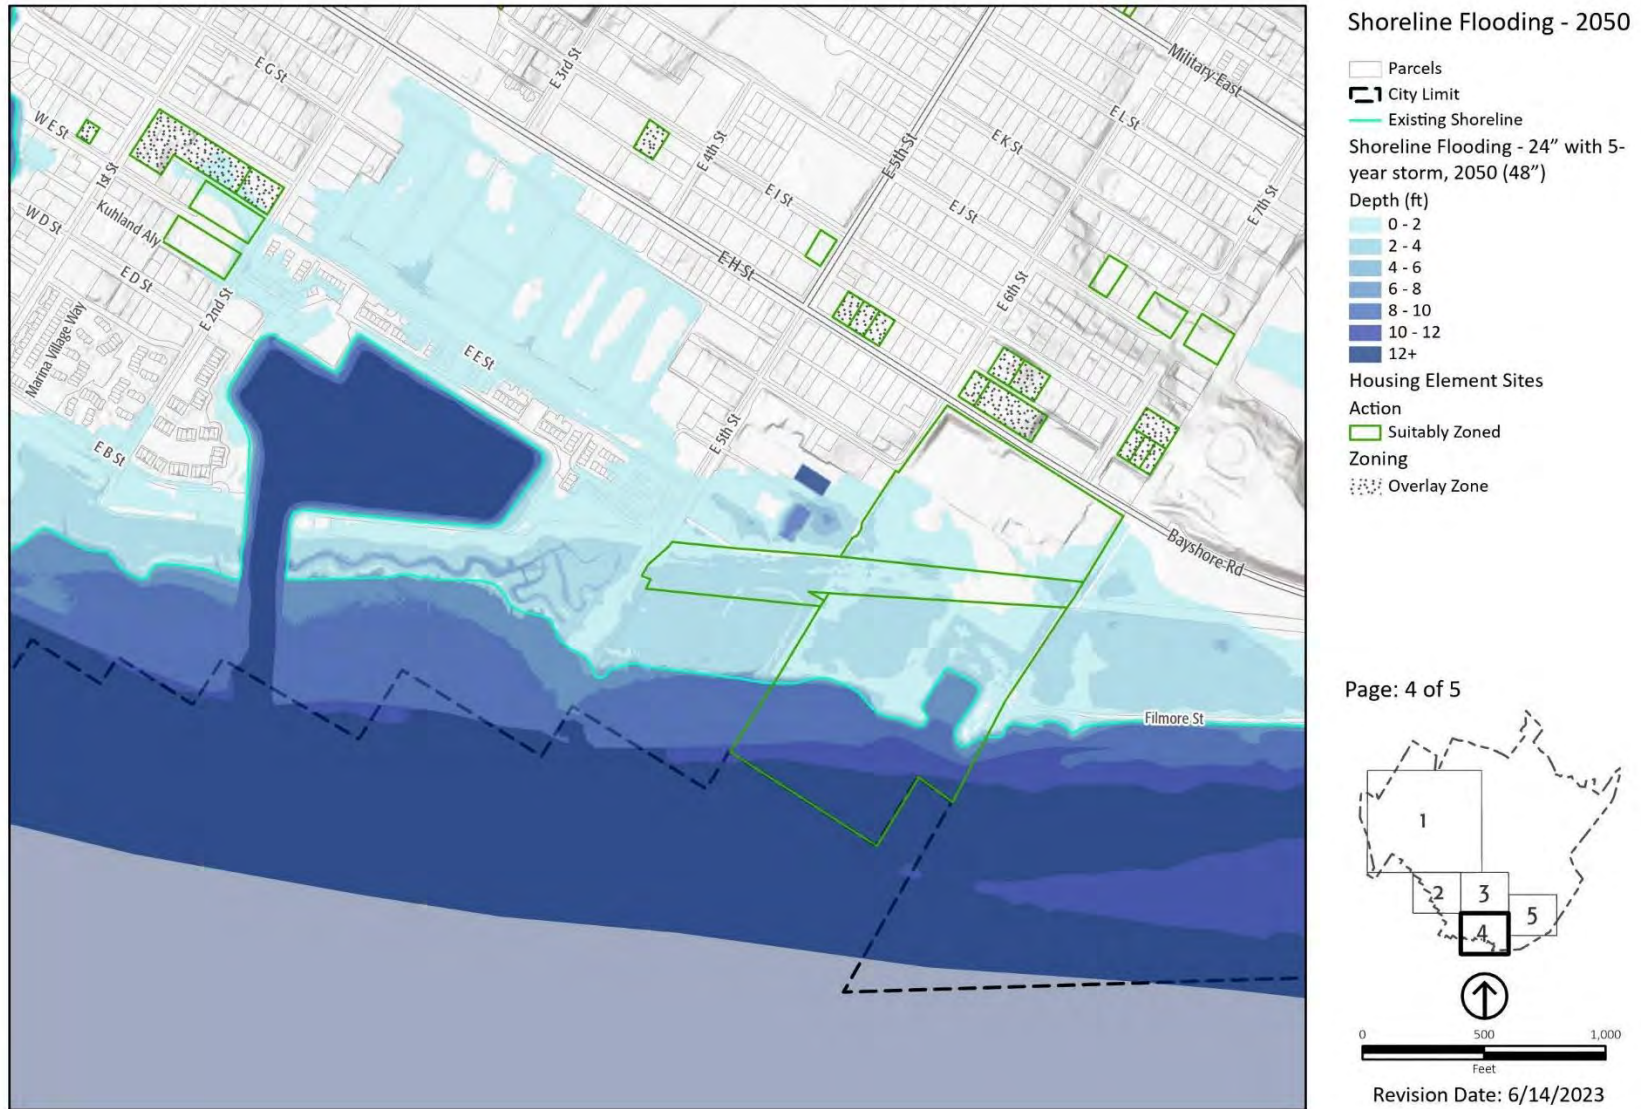 Shoreline Flooding - 2050
Parcels
City Limit
Existing Shoreline
Shoreline Flooding - 24” with 5-
year storm, 2050 (48”)
Depth (ft)
0 - 2
2 - 4
4 - 6
6 - 8
8 - 10
10 - 12
12+
Housing Element Sites
Action
Suitably Zoned
Zoning
Overlay Zone
Page: 4 of 5
1
2
3
5
4
0 500 1,000
Feet
Revision Date: 6/14/2023
Military East
E G St
E 3rd St
E L St
W E St
E 4th St
E 5th St
E K St
1st St
E I St
E J St
E 7th St
Kuhland Aly
W D St
E H St
E D St
E 2nd St
E 6th St
Marina Village Way
E E St
E 5th St
E B St
Bayshore Rd
Filmore St